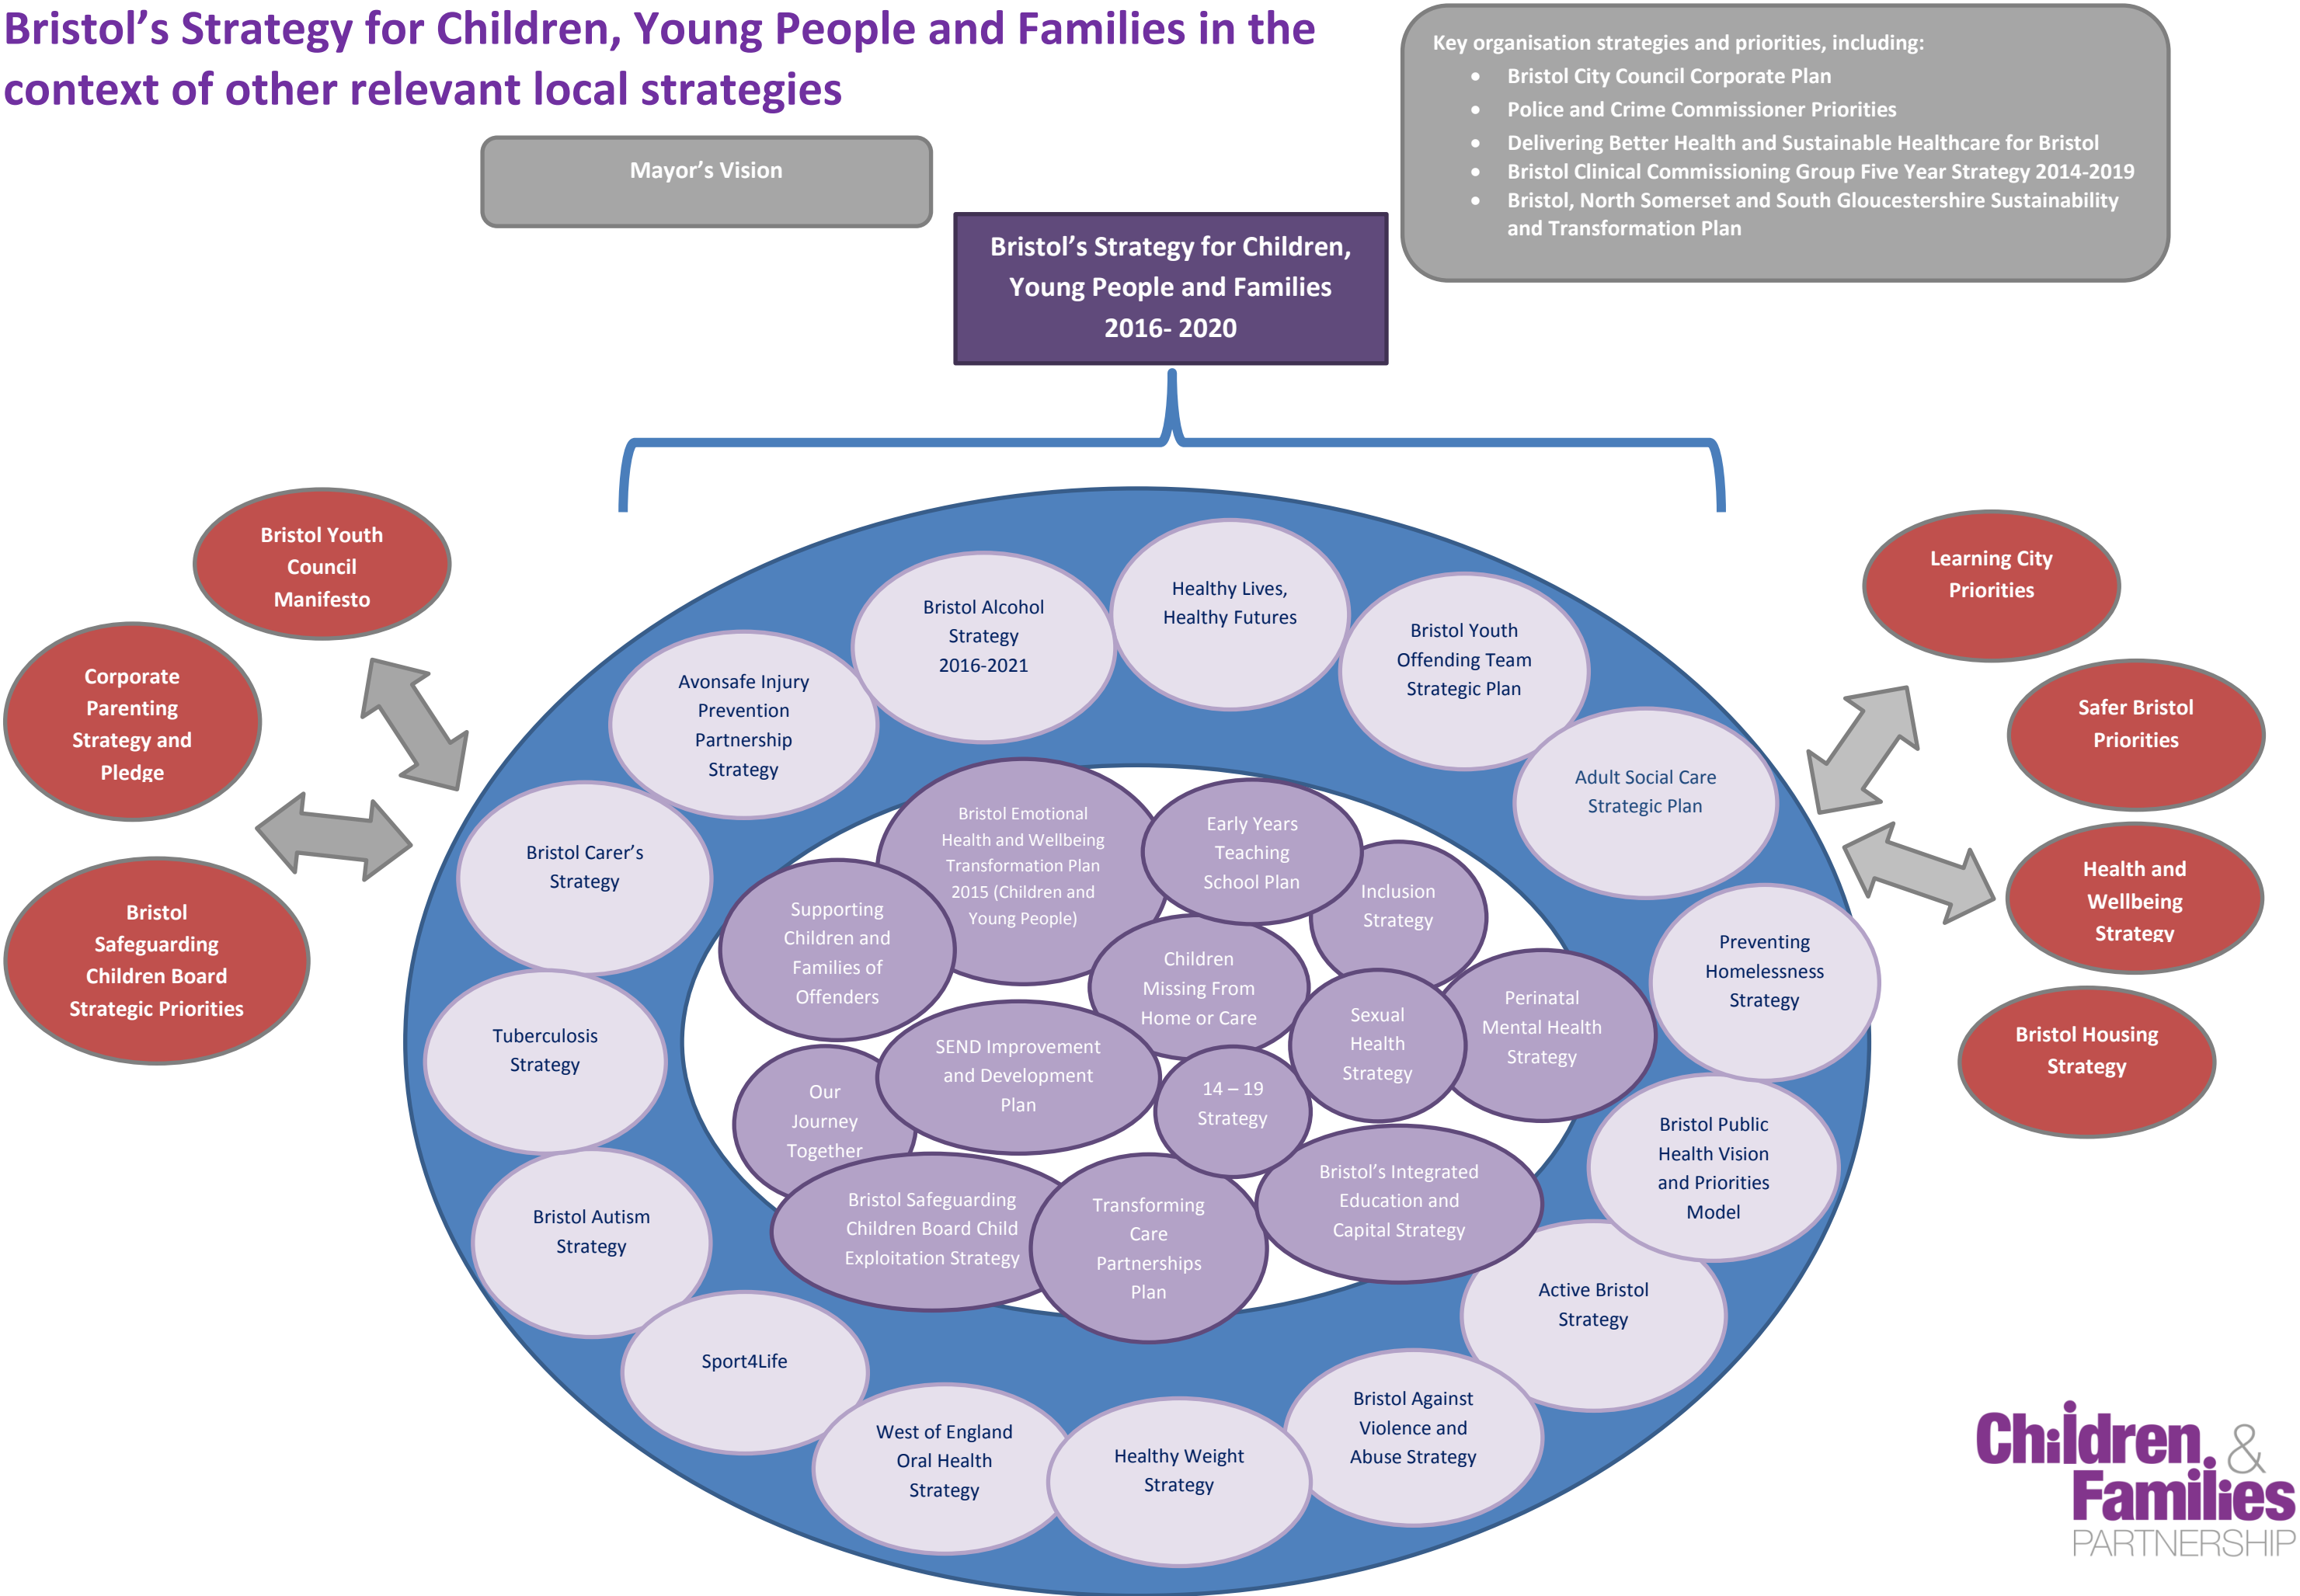 Bristol’s Strategy for Children, Young People and Families in the
context of other relevant local strategies
Key organisation strategies and priorities, including:
• Bristol City Council Corporate Plan
• Police and Crime Commissioner Priorities
• Delivering Better Health and Sustainable Healthcare for Bristol
• Bristol Clinical Commissioning Group Five Year Strategy 2014-2019
• Bristol, North Somerset and South Gloucestershire Sustainability
and Transformation Plan
Mayor’s Vision
Bristol’s Strategy for Children,
Young People and Families
2016- 2020
Bristol Youth
Council
Manifesto
Corporate
Parenting
Strategy and
Pledge
Bristol
Safeguarding
Children Board
Strategic Priorities
Learning City
Priorities
Safer Bristol
Priorities
Health and
Wellbeing
Strategy
Bristol Housing
Strategy
Healthy Lives,
Healthy Futures
Bristol Alcohol
Strategy
2016-2021
Bristol Youth
Offending Team
Strategic Plan
Avonsafe Injury
Prevention
Partnership
Strategy
Adult Social Care
Strategic Plan
Bristol Carer’s
Strategy
Preventing
Homelessness
Strategy
Tuberculosis
Strategy
Bristol Public
Health Vision
and Priorities
Model
Bristol Autism
Strategy
Active Bristol
Strategy
Sport4Life
Bristol Against
Violence and
Abuse Strategy
West of England
Oral Health
Strategy
Healthy Weight
Strategy
Bristol Emotional
Health and Wellbeing
Transformation Plan
2015 (Children and
Young People)
Early Years
Teaching
School Plan
Inclusion
Strategy
Supporting
Children and
Families of
Offenders
Children
Missing From
Home or Care
Sexual
Health
Strategy
Perinatal
Mental Health
Strategy
SEND Improvement
and Development
Plan
Our
Journey
Together
14 – 19
Strategy
Bristol Safeguarding
Children Board Child
Exploitation Strategy
Transforming
Care
Partnerships
Plan
Bristol’s Integrated
Education and
Capital Strategy
Children &
Families
PARTNERSHIP